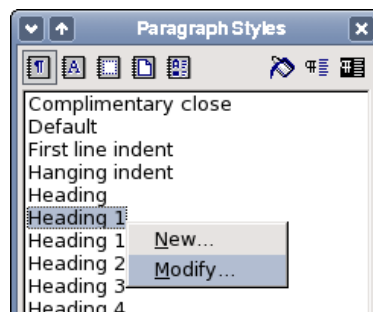 Paragraph Styles
Complimentary close
Default
First line indent
Hanging indent
Heading
Heading 1
Heading 1
Heading 2
Heading 3
Heading 4
New...
Modify...